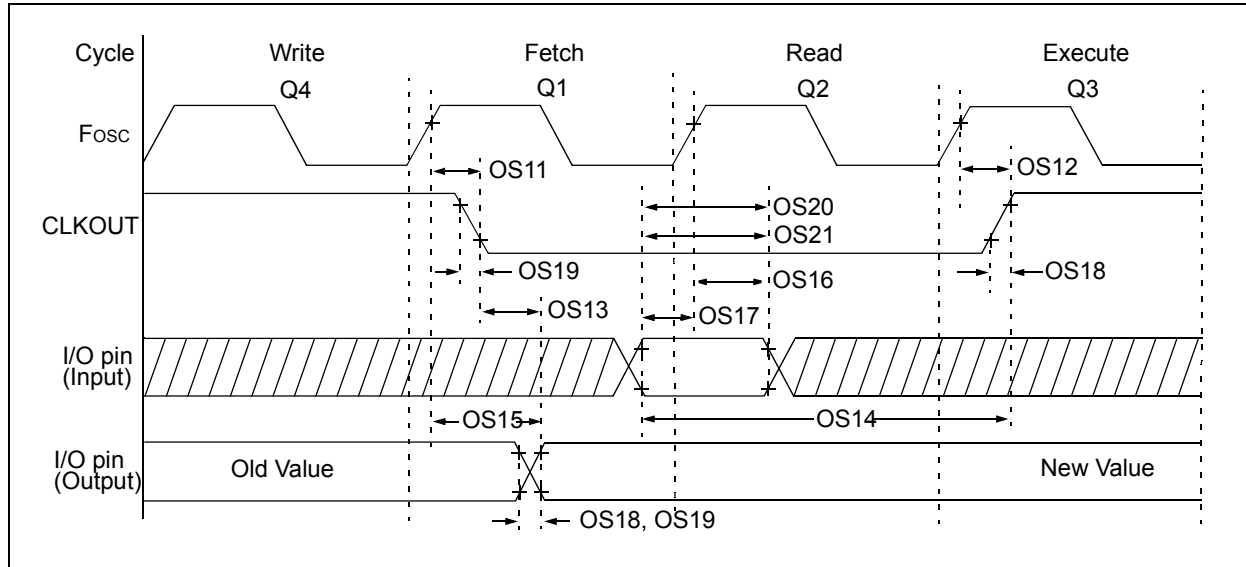 Cycle Write Fetch Read Execute
Q4 Q1 Q2 Q3
Fosc
OS11 OS12
CLKOUT
OS20
OS21
OS19 OS16 OS18
OS13 OS17
I/O pin
(Input)
OS15 OS14
I/O pin
(Output)
Old Value New Value
OS18, OS19